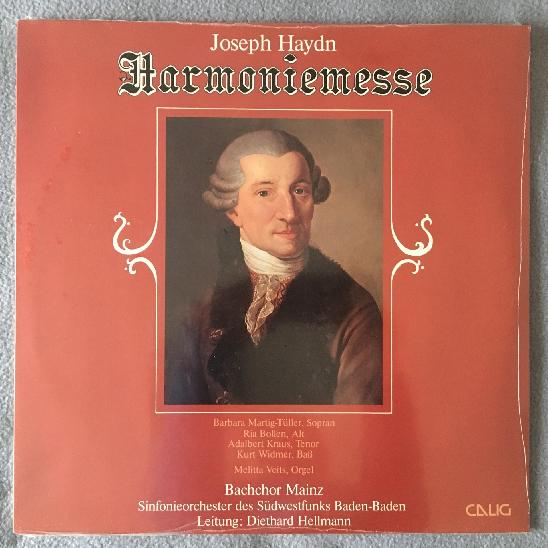 Joseph Haydn
Harmoniemesse
Barbara Martig-Tüller, Sopran
Ria Bollen, Alt
Adalbert Kraus, Tenor
Kurt Widmer, Baß
Melitta Veits, Orgel
Bachchor Mainz
Sinfonieorchester des Südwestfunks Baden-Baden
Leitung: Diethard Hellmann
CALIG